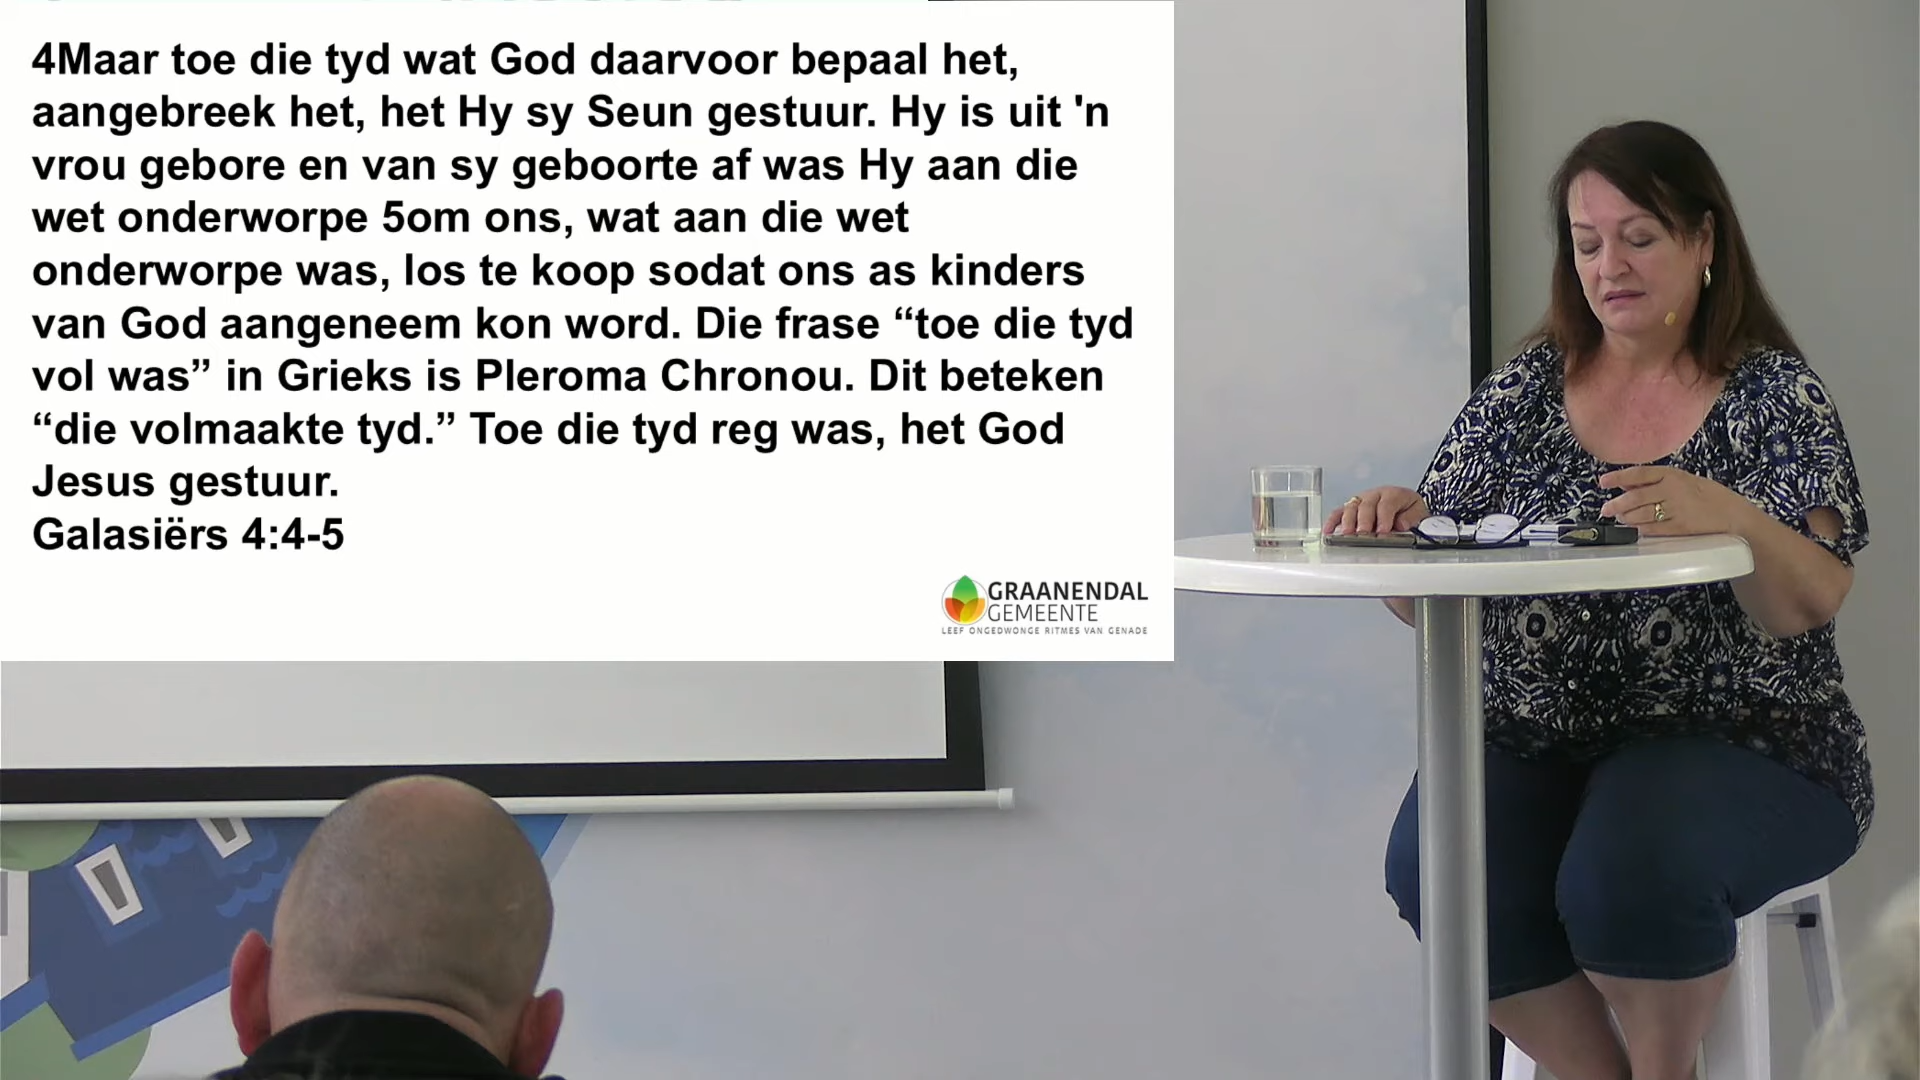 4Maar toe die tyd wat God daarvoor bepaal het,
aangebreek het, het Hy sy Seun gestuur. Hy is uit 'n
vrou gebore en van sy geboorte af was Hy aan die
wet onderworpe 5om ons, wat aan die wet
onderworpe was, los te koop sodat ons as kinders
van God aangeneem kon word. Die frase “toe die tyd
vol was” in Grieks is Pleroma Chronou. Dit beteken
“die volmaakte tyd.” Toe die tyd reg was, het God
Jesus gestuur.
Galasiërs 4:4-5
GRAANENDAL
GEMEENTE
LEEF ONGEDWONGE RITMES VAN GENADE